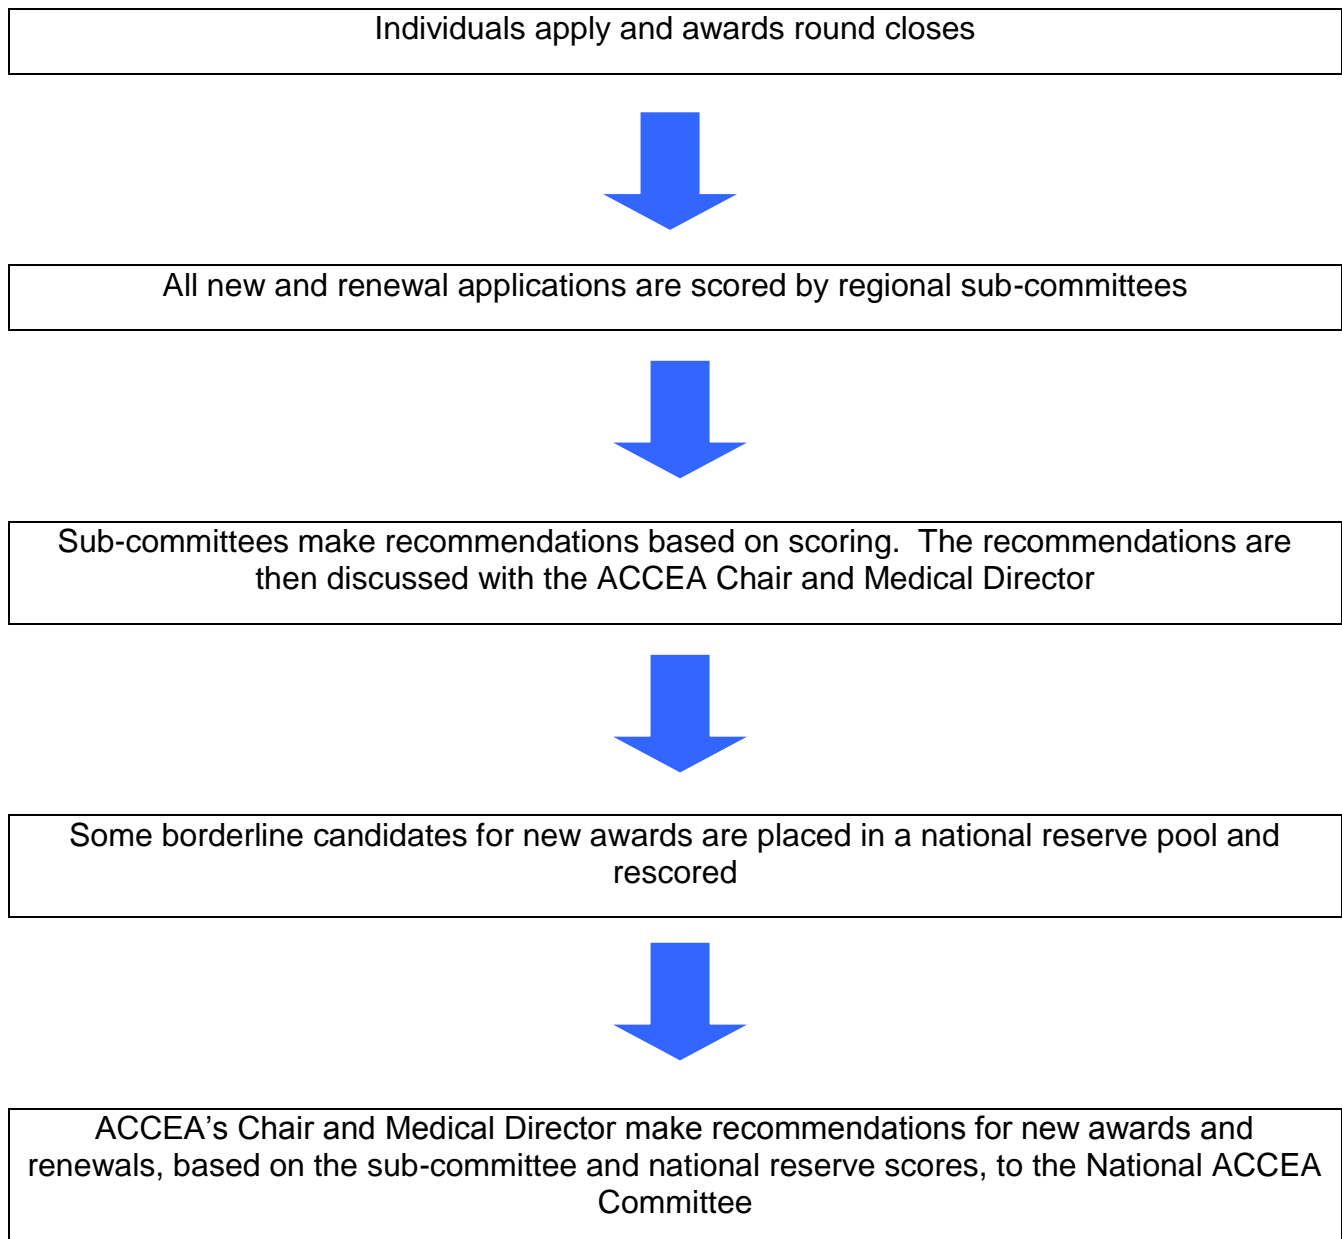 Individuals apply and awards round closes
All new and renewal applications are scored by regional sub-committees
Sub-committees make recommendations based on scoring.  The recommendations are
then discussed with the ACCEA Chair and Medical Director
Some borderline candidates for new awards are placed in a national reserve pool and
rescored
ACCEA’s Chair and Medical Director make recommendations for new awards and
renewals, based on the sub-committee and national reserve scores, to the National ACCEA
Committee